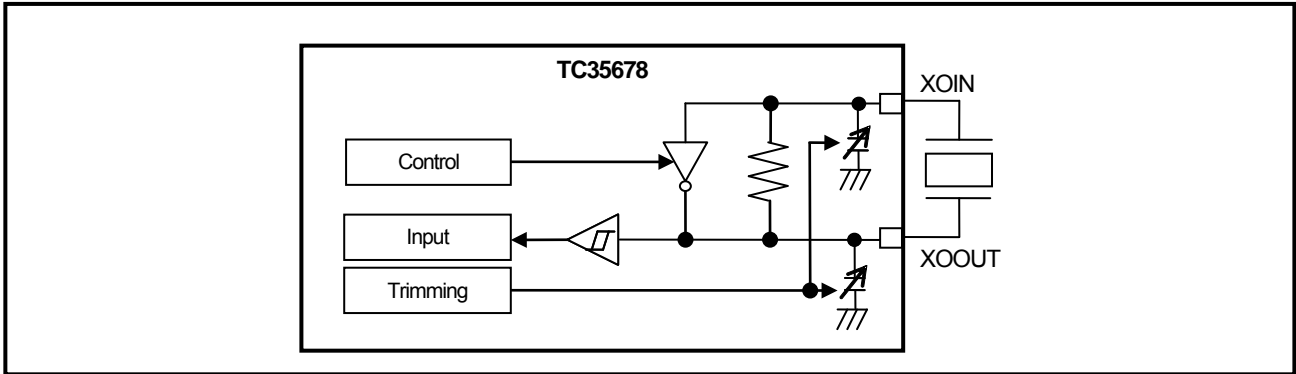 TC35678
XOIN
Control
Input
XOOUT
Trimming